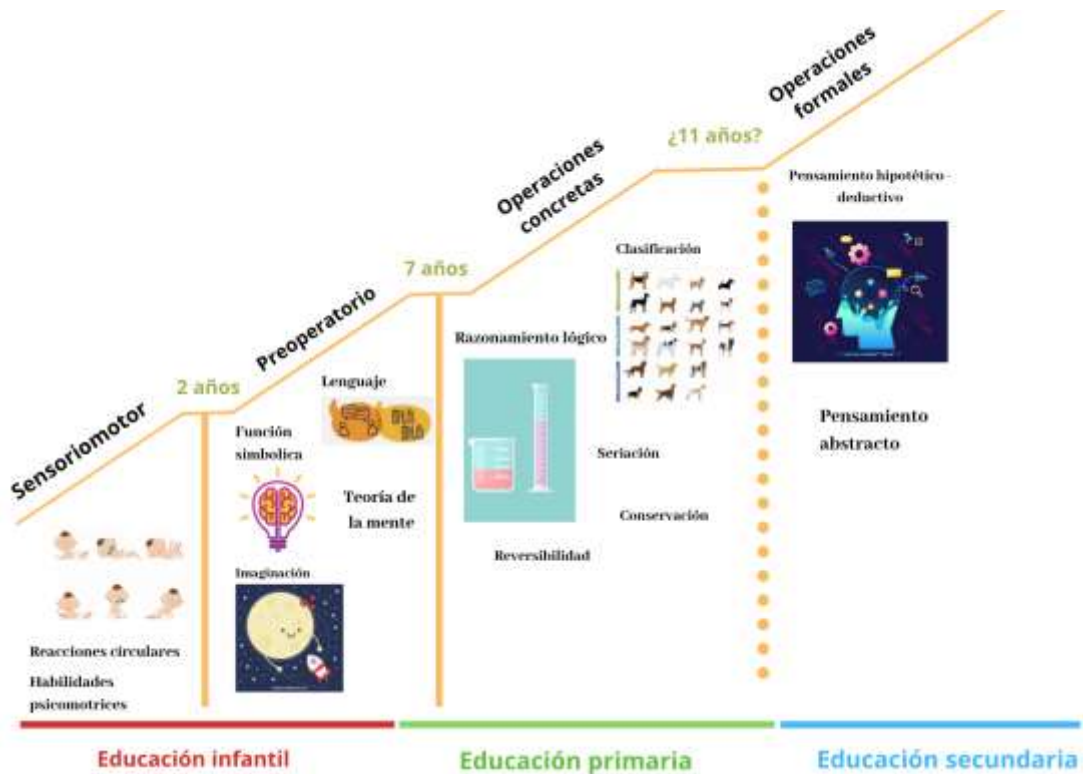 Operaciones
formales
¿11 años?
Operaciones
concretas
Pensamiento hipotético -
deductivo
Clasificación
7 años
Preoperatorio
Razonamiento lógico
2 años
Lenguaje
Sensoriomotor
Función
simbolica
Pensamiento
abstracto
Seriación
Teoría de
la mente
Conservación
Reversibilidad
Imaginación
Reacciones circulares
Habilidades
psicomotrices
Educación infantil
Educación primaria
Educación secundaria